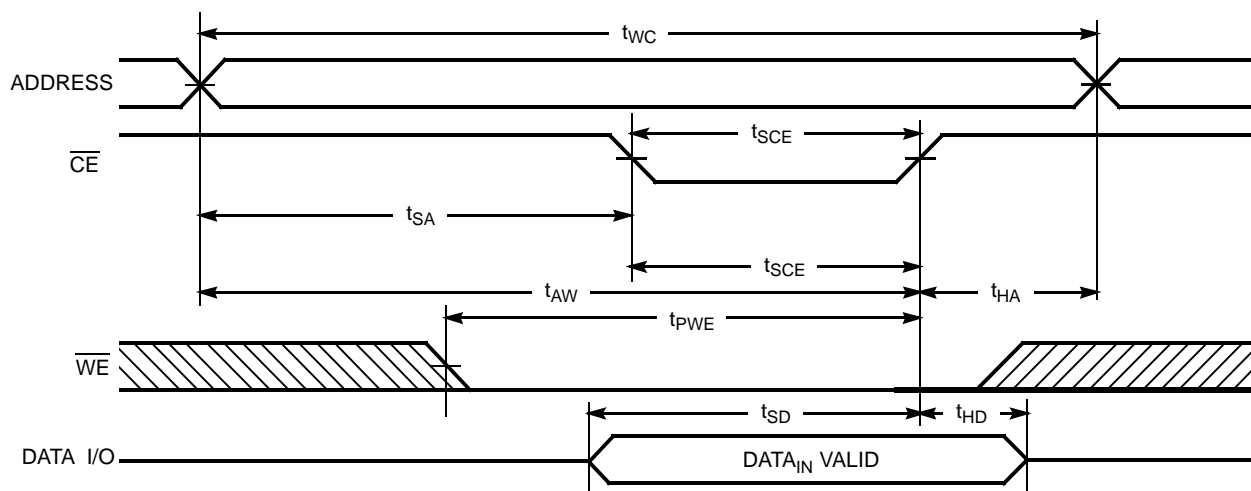 tWC
ADDRESS
tSCE
CE
tSA
tSCE
tAW
tHA
tPWE
WE
tSD
tHD
DATA I/O
DATAIN VALID